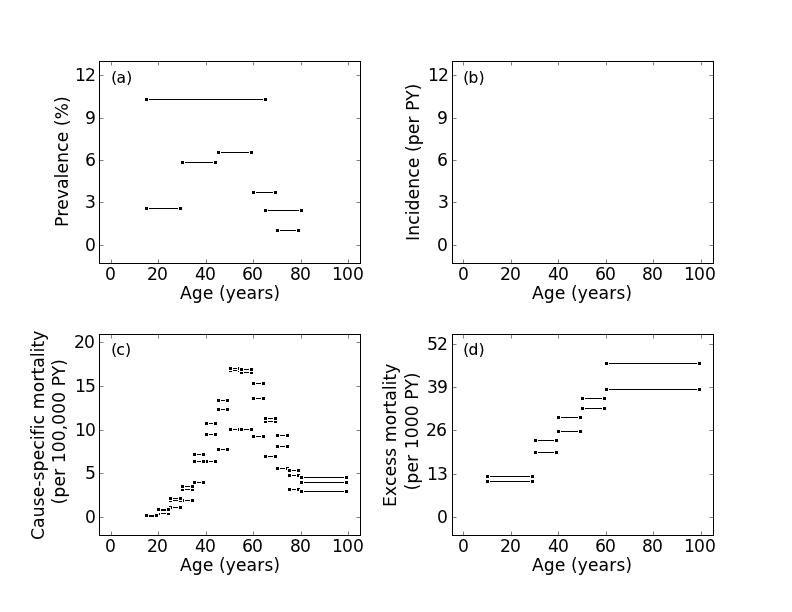 (a)
Prevalence (%)
12
9
6
3
0
0 20 40 60 80 100
Age (years)
(b)
Incidence (per PY)
12
9
6
3
0
0 20 40 60 80 100
Age (years)
(c)
Cause-specific mortality
(per 100,000 PY)
20
15
10
5
0
0 20 40 60 80 100
Age (years)
(d)
Excess mortality
(per 1000 PY)
52
39
26
13
0
0 20 40 60 80 100
Age (years)